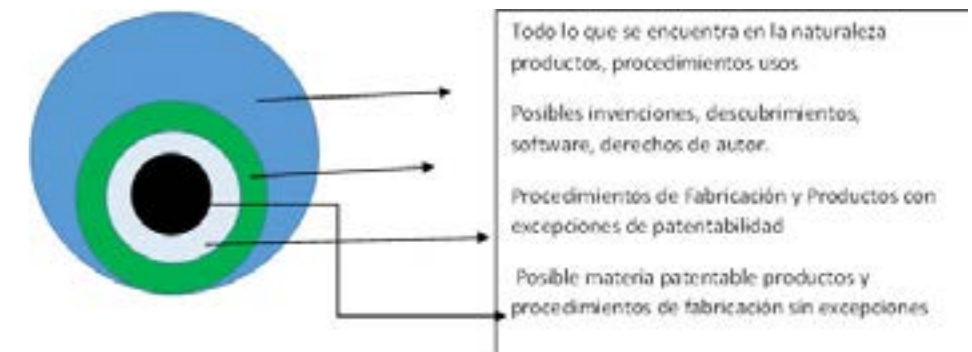 Todo lo que se encuentra en la naturaleza
productos, procedimientos usos
Posibles invenciones, descubrimientos,
software, derechos de autor.
Procedimientos de Fabricación y Productos con
excepciones de patentabilidad
Posible materia patentable productos y
procedimientos de fabricación sin excepciones